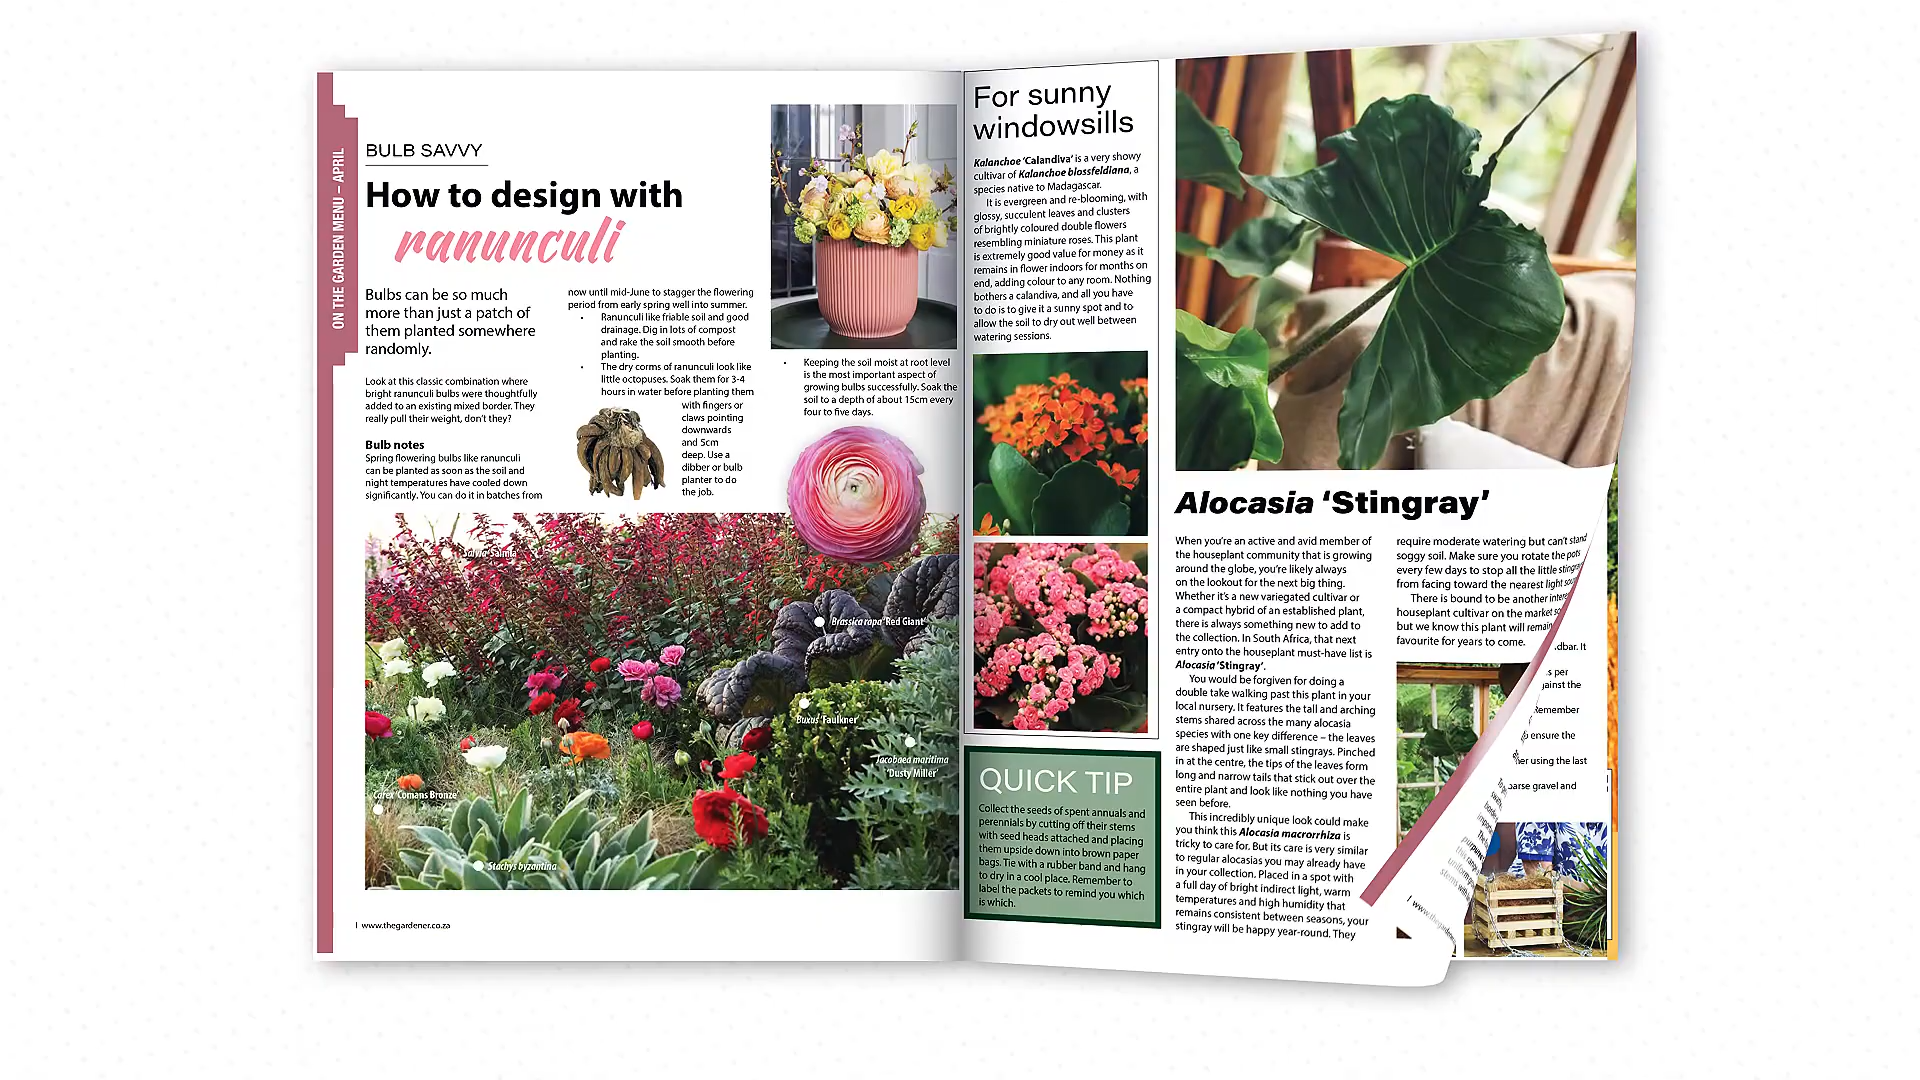 ON THE GARDEN MENU – APRIL
BULB SAVVY
How to design with
ranunculi
Bulbs can be so much
more than just a patch of
them planted somewhere
randomly.
Look at this classic combination where
bright ranunculi bulbs were thoughtfully
added to an existing mixed border. They
really pull their weight, don't they?
Bulb notes
Spring flowering bulbs like ranunculi
can be planted as soon as the soil and
night temperatures have cooled down
significantly. You can do it in batches from
now until mid-June to stagger the flowering
period from early spring well into summer.
• Ranunculi like friable soil and good
drainage. Dig in lots of compost
and rake the soil smooth before
planting.
• The dry corms of ranunculi look like
little octopuses. Soak them for 3-4
hours in water before planting them
with fingers or
claws pointing
downwards
and 5cm
deep. Use a
dibber or bulb
planter to do
the job.
• Keeping the soil moist at root level
is the most important aspect of
growing bulbs successfully. Soak the
soil to a depth of about 15cm every
four to five days.
Salvia 'Salmia'
Brassica rapa 'Red Giant'
Buxus 'Faulkner'
Jacobaea maritima
'Dusty Miller'
Carex 'Comans Bronze'
Stachys byzantina
| www.thegardener.co.za
For sunny
windowsills
Kalanchoe 'Calandiva' is a very showy
cultivar of Kalanchoe blossfeldiana, a
species native to Madagascar.
It is evergreen and re-blooming, with
glossy, succulent leaves and clusters
of brightly coloured double flowers
resembling miniature roses. This plant
is extremely good value for money as it
remains in flower indoors for months on
end, adding colour to any room. Nothing
bothers a calandiva, and all you have
to do is to give it a sunny spot and to
allow the soil to dry out well between
watering sessions.
QUICK TIP
Collect the seeds of spent annuals and
perennials by cutting off their stems
with seed heads attached and placing
them upside down into brown paper
bags. Tie with a rubber band and hang
to dry in a cool place. Remember to
label the packets to remind you which
is which.
Alocasia 'Stingray'
When you're an active and avid member of
the houseplant community that is growing
around the globe, you're likely always
on the lookout for the next big thing.
Whether it's a new variegated cultivar or
a compact hybrid of an established plant,
there is always something new to add to
the collection. In South Africa, that next
entry onto the houseplant must-have list is
Alocasia 'Stingray'.
You would be forgiven for doing a
double take walking past this plant in your
local nursery. It features the tall and arching
stems shared across the many alocasia
species with one key difference – the leaves
are shaped just like small stingrays. Pinched
in at the centre, the tips of the leaves form
long and narrow tails that stick out over the
entire plant and look like nothing you have
seen before.
This incredibly unique look could make
you think this Alocasia macrorrhiza is
tricky to care for. But its care is very similar
to regular alocasias you may already have
in your collection. Placed in a spot with
a full day of bright indirect light, warm
temperatures and high humidity that
remains consistent between seasons, your
stingray will be happy year-round. They
require moderate watering but can't stand
soggy soil. Make sure you rotate the pots
every few days to stop all the little
from facing toward the nearest light
There is bound to be another
houseplant cultivar on the market
but we know this plant will remain
favourite for years to come.
It
as per
against the
Remember
ensure the
using the last
gravel and